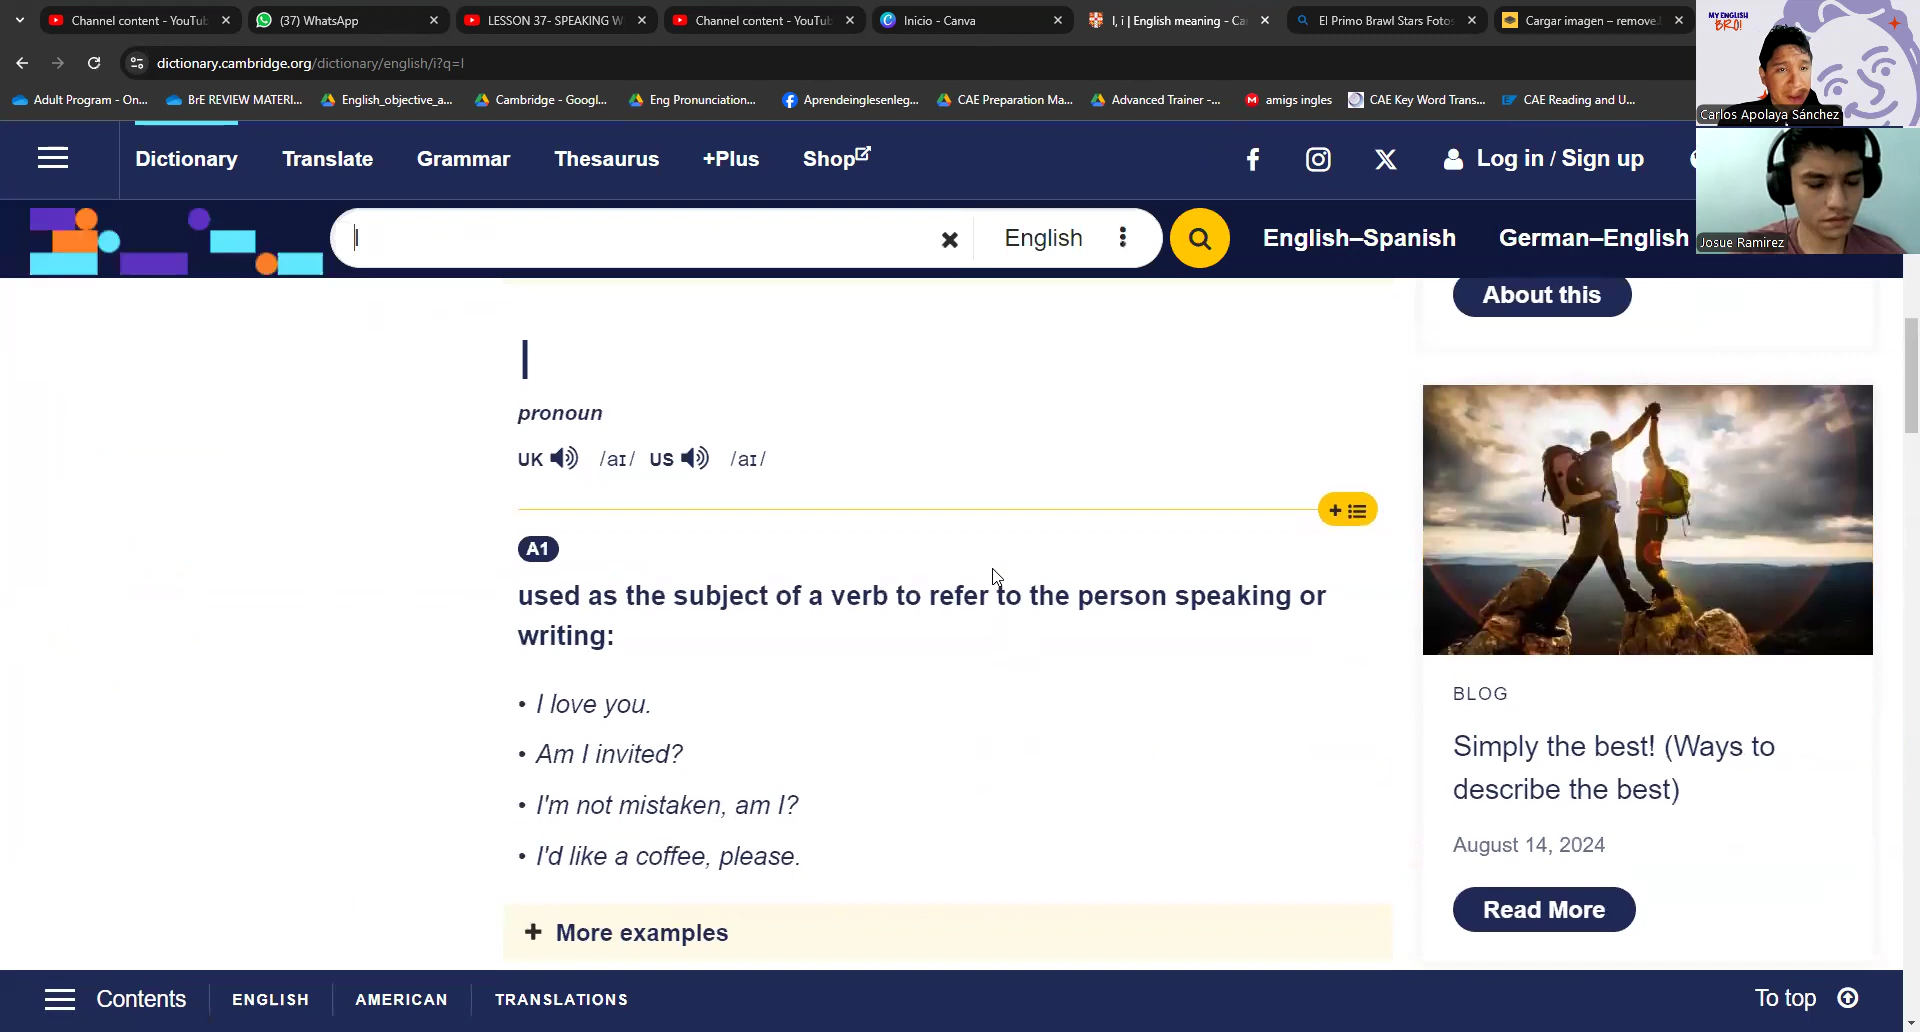 Channel content - YouTu
(37) WhatsApp
LESSON 37- SPEAKING W
Channel content - YouTu
Inicio - Canva
I, i | English meaning - Ca
El Primo Brawl Stars Fotos
Cargar imagen – remove.
dictionary.cambridge.org/dictionary/english/i?q=I
Adult Program - On...
BrE REVIEW MATERI...
English_objective_a...
Cambridge - Googl...
Eng Pronunciation...
Aprendeinglesenleg...
CAE Preparation Ma...
Advanced Trainer -...
amigs ingles
CAE Key Word Trans...
CAE Reading and U...
MY ENGLISH
BRO!
Carlos Apolaya Sánchez
Josue Ramirez
Dictionary
Translate
Grammar
Thesaurus
+Plus
Shop
Log in / Sign up
I
English
English–Spanish
German–English
About this
I
pronoun
UK /aɪ/ US /aɪ/
A1
used as the subject of a verb to refer to the person speaking or
writing:
• I love you.
• Am I invited?
• I'm not mistaken, am I?
• I'd like a coffee, please.
+ More examples
BLOG
Simply the best! (Ways to
describe the best)
August 14, 2024
Read More
Contents
ENGLISH
AMERICAN
TRANSLATIONS
To top